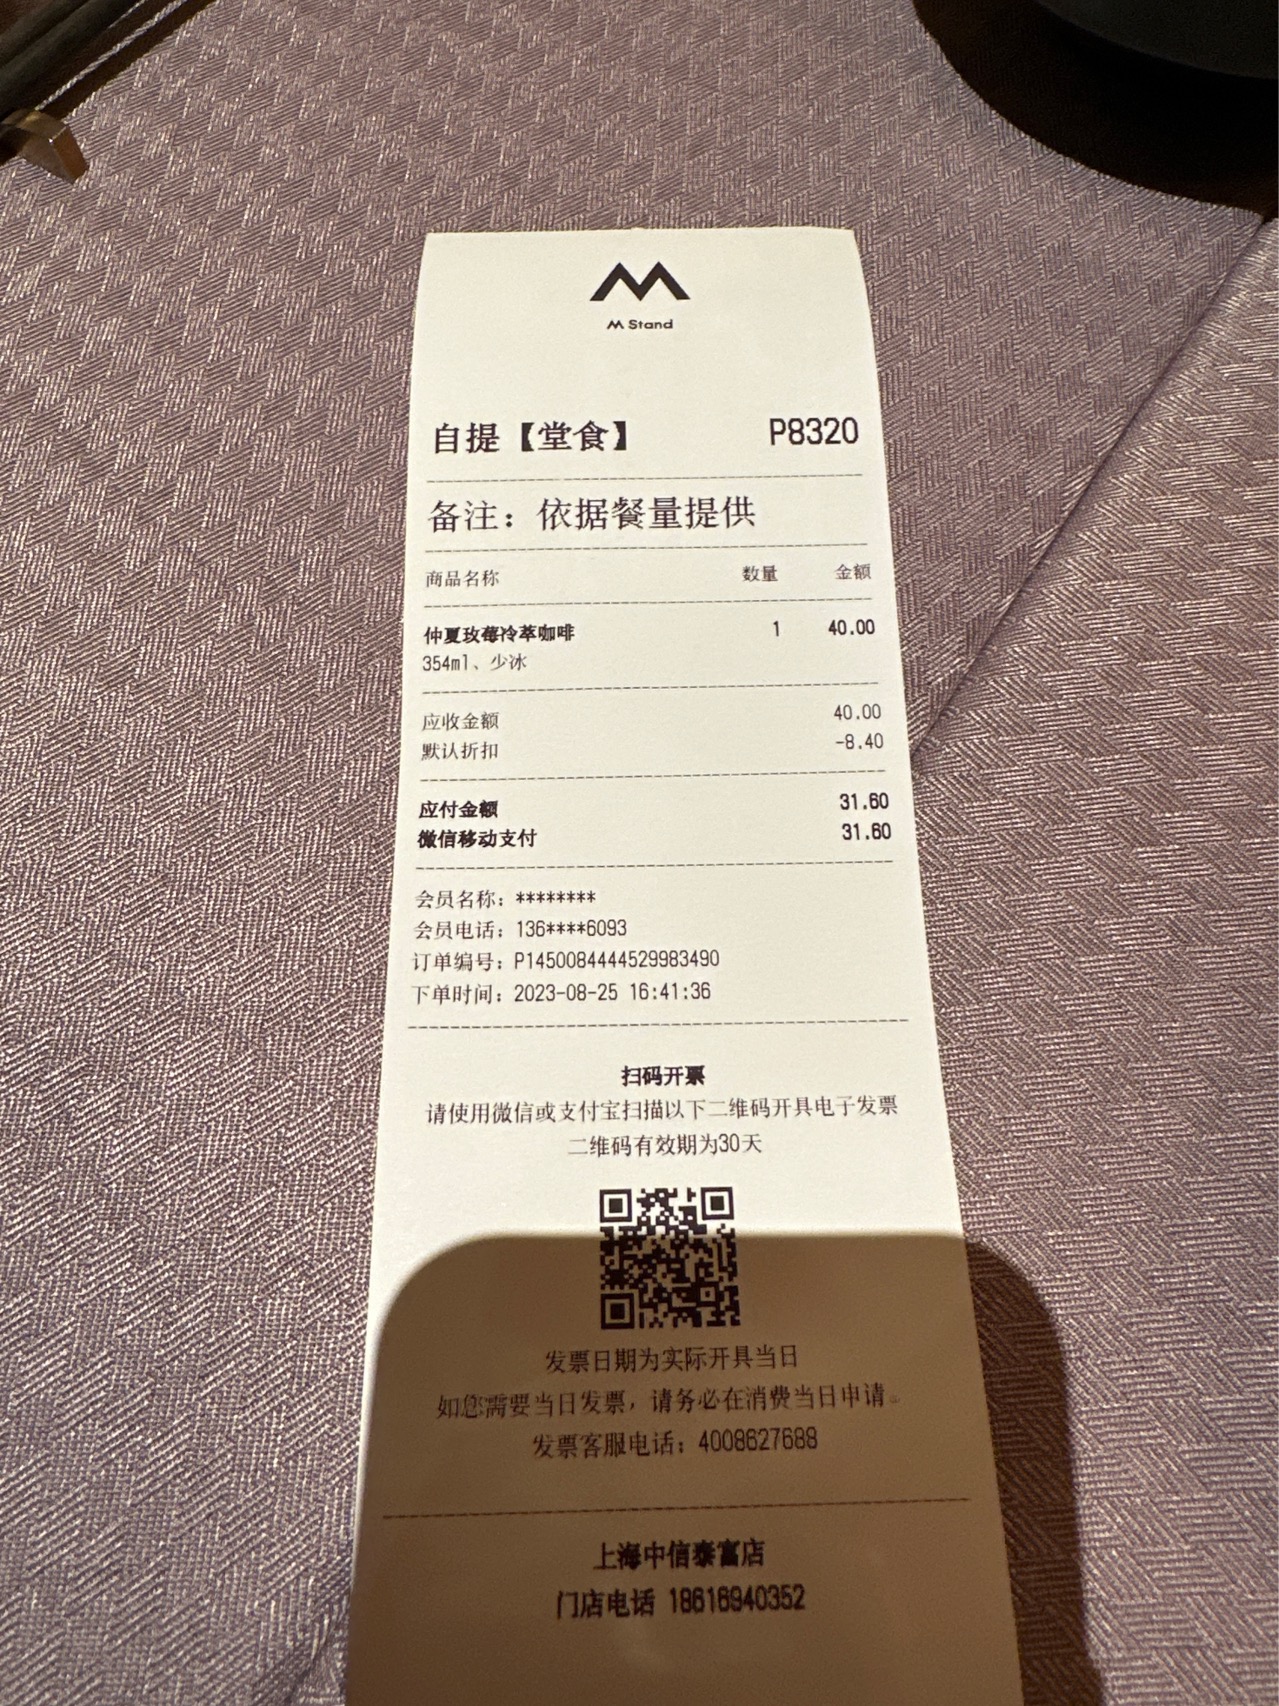 M Stand
自提【堂食】 P8320
备注：依据餐量提供
商品名称 数量 金额
仲夏玫莓冷萃咖啡 1 40.00
354ml、少冰
应收金额 40.00
默认折扣 -8.40
应付金额 31.60
微信移动支付 31.60
会员名称：********
会员电话：136****6093
订单编号：P1450084444529983490
下单时间：2023-08-25 16:41:36
扫码开票
请使用微信或支付宝扫描以下二维码开具电子发票
二维码有效期为30天
发票日期为实际开具当日
如您需要当日发票，请务必在消费当日申请。
发票客服电话：4008627688
上海中信泰富店
门店电话 18616940352